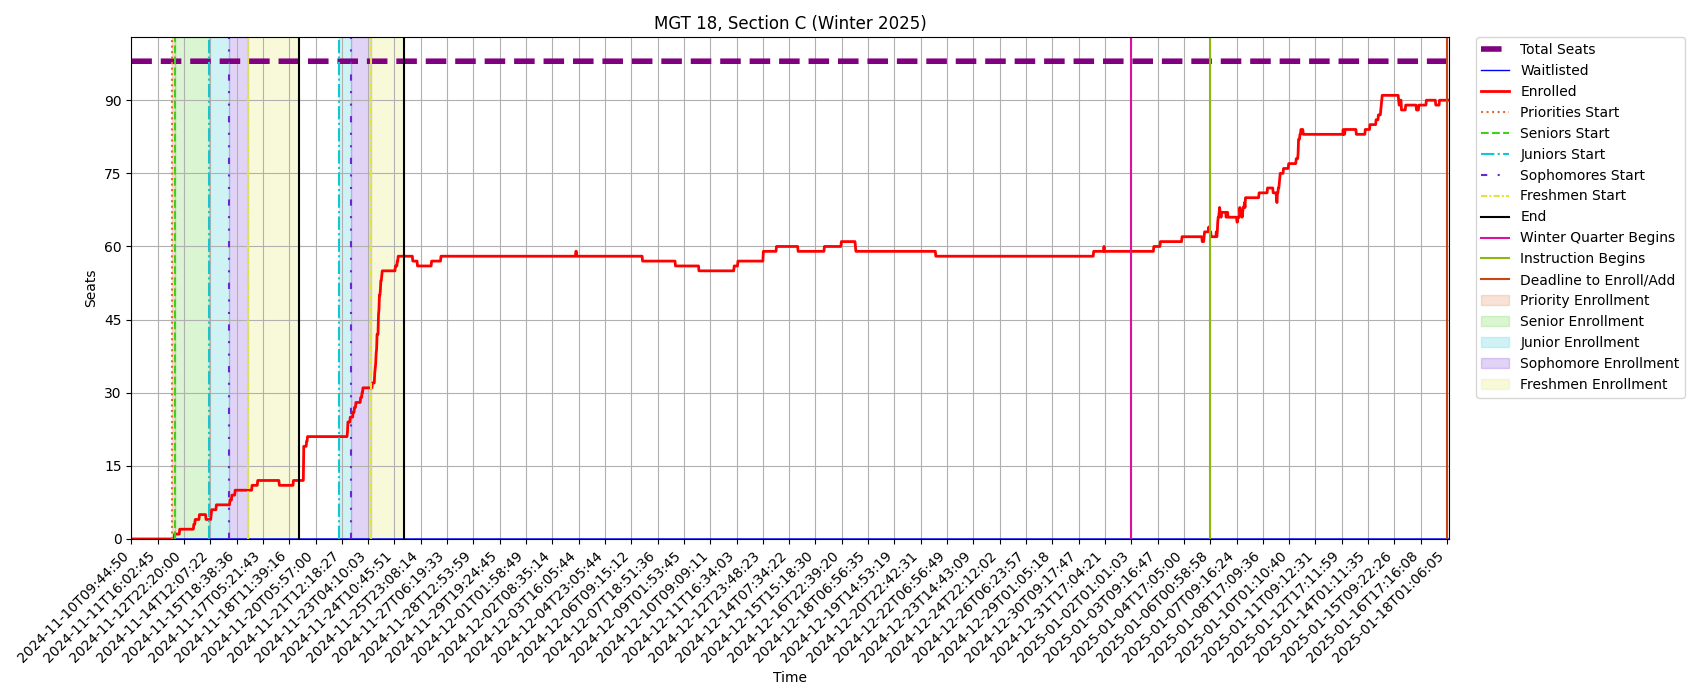 MGT 18, Section C (Winter 2025)
Total Seats
Waitlisted
Enrolled
Priorities Start
Seniors Start
Juniors Start
Sophomores Start
Freshmen Start
End
Winter Quarter Begins
Instruction Begins
Deadline to Enroll/Add
Priority Enrollment
Senior Enrollment
Junior Enrollment
Sophomore Enrollment
Freshmen Enrollment
Seats
90
75
60
45
30
15
0
2024-11-10T09:44:50
2024-11-11T16:02:45
2024-11-12T22:20:00
2024-11-14T12:07:22
2024-11-15T18:38:36
2024-11-17T05:21:43
2024-11-18T11:39:16
2024-11-20T05:57:00
2024-11-21T12:18:27
2024-11-23T04:10:03
2024-11-24T10:45:51
2024-11-25T23:08:14
2024-11-27T06:19:33
2024-11-28T12:53:59
2024-11-29T19:24:45
2024-12-01T01:58:49
2024-12-02T08:35:14
2024-12-03T16:05:44
2024-12-04T23:05:44
2024-12-06T09:15:12
2024-12-07T18:51:36
2024-12-09T01:53:45
2024-12-10T09:09:11
2024-12-11T16:34:03
2024-12-12T23:48:23
2024-12-14T07:34:22
2024-12-15T15:18:30
2024-12-16T22:39:20
2024-12-18T06:56:35
2024-12-19T14:53:19
2024-12-20T22:42:31
2024-12-22T06:56:49
2024-12-23T14:43:09
2024-12-24T22:12:02
2024-12-26T06:23:57
2024-12-29T01:05:18
2024-12-30T09:17:47
2024-12-31T17:04:21
2025-01-02T01:01:03
2025-01-03T09:16:47
2025-01-04T17:05:00
2025-01-06T00:58:58
2025-01-07T09:16:24
2025-01-08T17:09:36
2025-01-10T01:10:40
2025-01-11T09:12:31
2025-01-12T17:11:59
2025-01-14T01:11:35
2025-01-15T09:22:26
2025-01-16T17:16:08
2025-01-18T01:06:05
Time